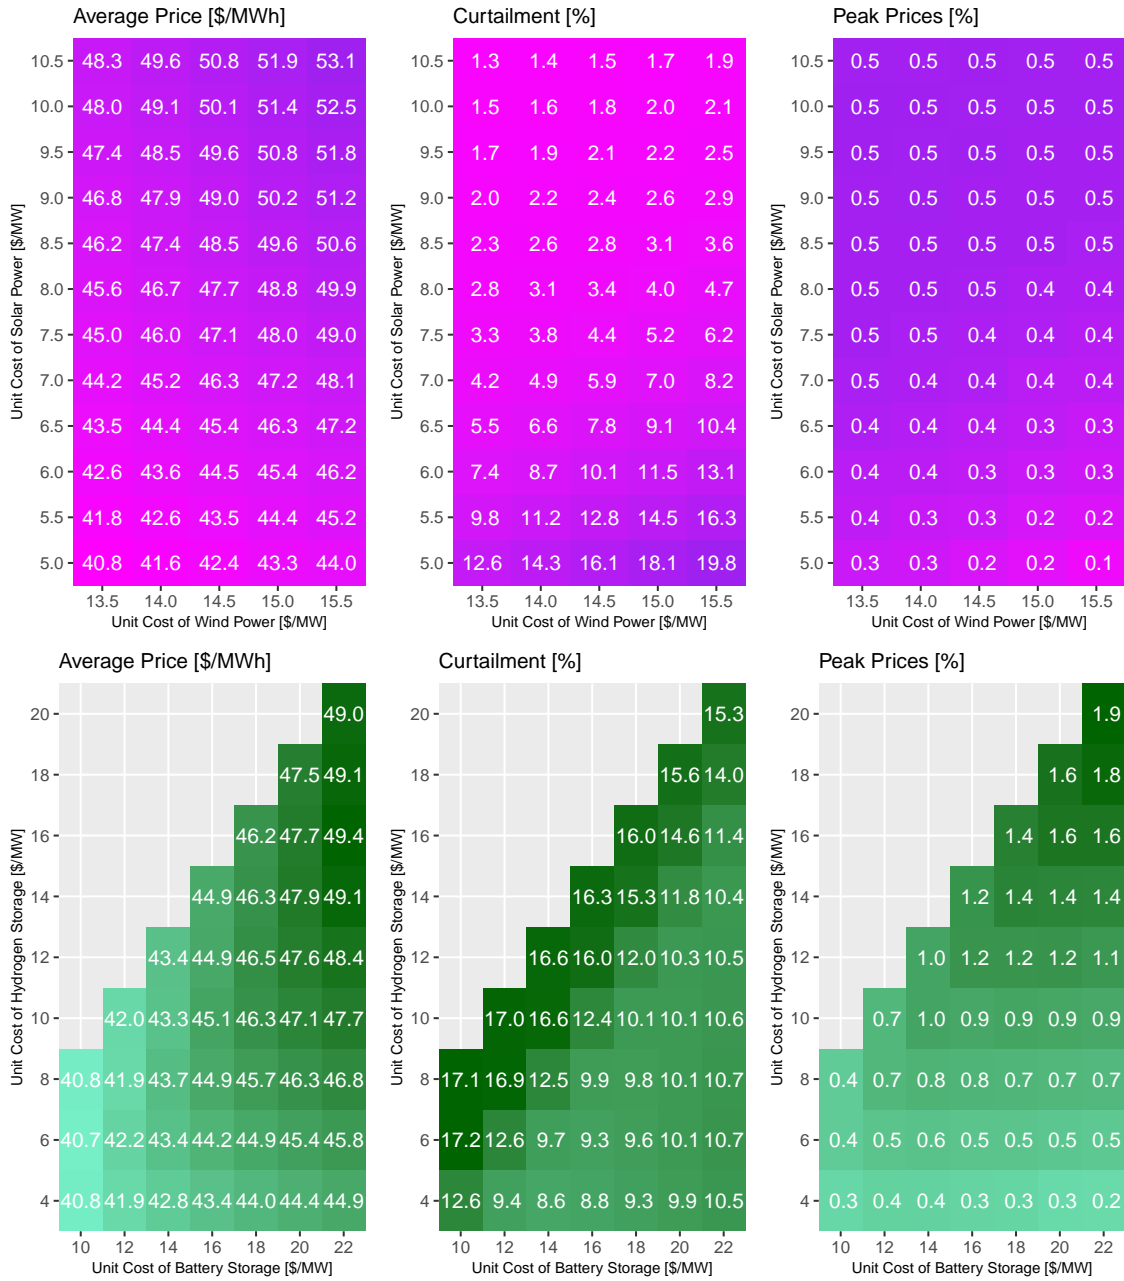 Average Price [$/MWh]
Unit Cost of Solar Power [$/MW]
10.5 48.3 49.6 50.8 51.9 53.1
10.0 48.0 49.1 50.1 51.4 52.5
9.5 47.4 48.5 49.6 50.8 51.8
9.0 46.8 47.9 49.0 50.2 51.2
8.5 46.2 47.4 48.5 49.6 50.6
8.0 45.6 46.7 47.7 48.8 49.9
7.5 45.0 46.0 47.1 48.0 49.0
7.0 44.2 45.2 46.3 47.2 48.1
6.5 43.5 44.4 45.4 46.3 47.2
6.0 42.6 43.6 44.5 45.4 46.2
5.5 41.8 42.6 43.5 44.4 45.2
5.0 40.8 41.6 42.4 43.3 44.0
13.5 14.0 14.5 15.0 15.5
Unit Cost of Wind Power [$/MW]
Curtailment [%]
Unit Cost of Solar Power [$/MW]
10.5 1.3 1.4 1.5 1.7 1.9
10.0 1.5 1.6 1.8 2.0 2.1
9.5 1.7 1.9 2.1 2.2 2.5
9.0 2.0 2.2 2.4 2.6 2.9
8.5 2.3 2.6 2.8 3.1 3.6
8.0 2.8 3.1 3.4 4.0 4.7
7.5 3.3 3.8 4.4 5.2 6.2
7.0 4.2 4.9 5.9 7.0 8.2
6.5 5.5 6.6 7.8 9.1 10.4
6.0 7.4 8.7 10.1 11.5 13.1
5.5 9.8 11.2 12.8 14.5 16.3
5.0 12.6 14.3 16.1 18.1 19.8
13.5 14.0 14.5 15.0 15.5
Unit Cost of Wind Power [$/MW]
Peak Prices [%]
Unit Cost of Solar Power [$/MW]
10.5 0.5 0.5 0.5 0.5 0.5
10.0 0.5 0.5 0.5 0.5 0.5
9.5 0.5 0.5 0.5 0.5 0.5
9.0 0.5 0.5 0.5 0.5 0.5
8.5 0.5 0.5 0.5 0.5 0.5
8.0 0.5 0.5 0.5 0.4 0.4
7.5 0.5 0.5 0.4 0.4 0.4
7.0 0.5 0.4 0.4 0.4 0.4
6.5 0.4 0.4 0.4 0.3 0.3
6.0 0.4 0.4 0.3 0.3 0.3
5.5 0.4 0.3 0.3 0.2 0.2
5.0 0.3 0.3 0.2 0.2 0.1
13.5 14.0 14.5 15.0 15.5
Unit Cost of Wind Power [$/MW]
Average Price [$/MWh]
Unit Cost of Hydrogen Storage [$/MW]
20 49.0
18 47.5 49.1
16 46.2 47.7 49.4
14 44.9 46.3 47.9 49.1
12 43.4 44.9 46.5 47.6 48.4
10 42.0 43.3 45.1 46.3 47.1 47.7
8 40.8 41.9 43.7 44.9 45.7 46.3 46.8
6 40.7 42.2 43.4 44.2 44.9 45.4 45.8
4 40.8 41.9 42.8 43.4 44.0 44.4 44.9
10 12 14 16 18 20 22
Unit Cost of Battery Storage [$/MW]
Curtailment [%]
Unit Cost of Hydrogen Storage [$/MW]
20 15.3
18 15.6 14.0
16 16.0 14.6 11.4
14 16.3 15.3 11.8 10.4
12 16.6 16.0 12.0 10.3 10.5
10 17.0 16.6 12.4 10.1 10.1 10.6
8 17.1 16.9 12.5 9.9 9.8 10.1 10.7
6 17.2 12.6 9.7 9.3 9.6 10.1 10.7
4 12.6 9.4 8.6 8.8 9.3 9.9 10.5
10 12 14 16 18 20 22
Unit Cost of Battery Storage [$/MW]
Peak Prices [%]
Unit Cost of Hydrogen Storage [$/MW]
20 1.9
18 1.6 1.8
16 1.4 1.6 1.6
14 1.2 1.4 1.4 1.4
12 1.0 1.2 1.2 1.2 1.1
10 0.7 1.0 0.9 0.9 0.9 0.9
8 0.4 0.7 0.8 0.8 0.7 0.7 0.7
6 0.4 0.5 0.6 0.5 0.5 0.5 0.5
4 0.3 0.4 0.4 0.3 0.3 0.3 0.2
10 12 14 16 18 20 22
Unit Cost of Battery Storage [$/MW]